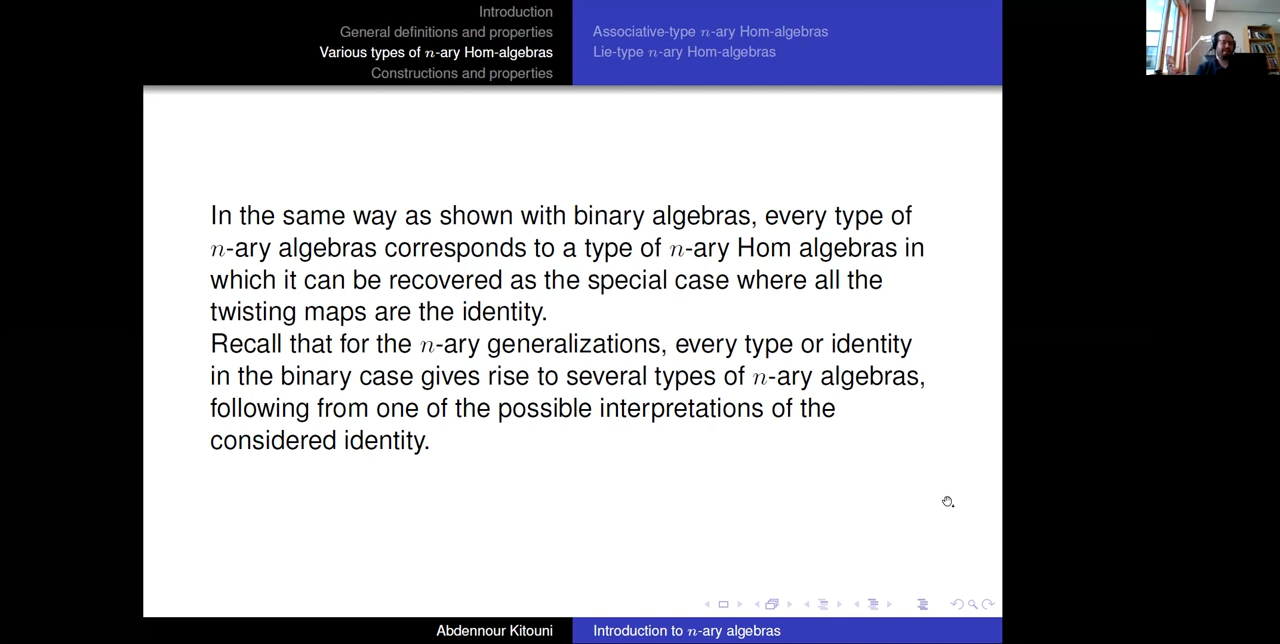 Introduction
General definitions and properties
Various types of n-ary Hom-algebras
Constructions and properties
Associative-type n-ary Hom-algebras
Lie-type n-ary Hom-algebras
In the same way as shown with binary algebras, every type of
n-ary algebras corresponds to a type of n-ary Hom algebras in
which it can be recovered as the special case where all the
twisting maps are the identity.
Recall that for the n-ary generalizations, every type or identity
in the binary case gives rise to several types of n-ary algebras,
following from one of the possible interpretations of the
considered identity.
Abdennour Kitouni
Introduction to n-ary algebras